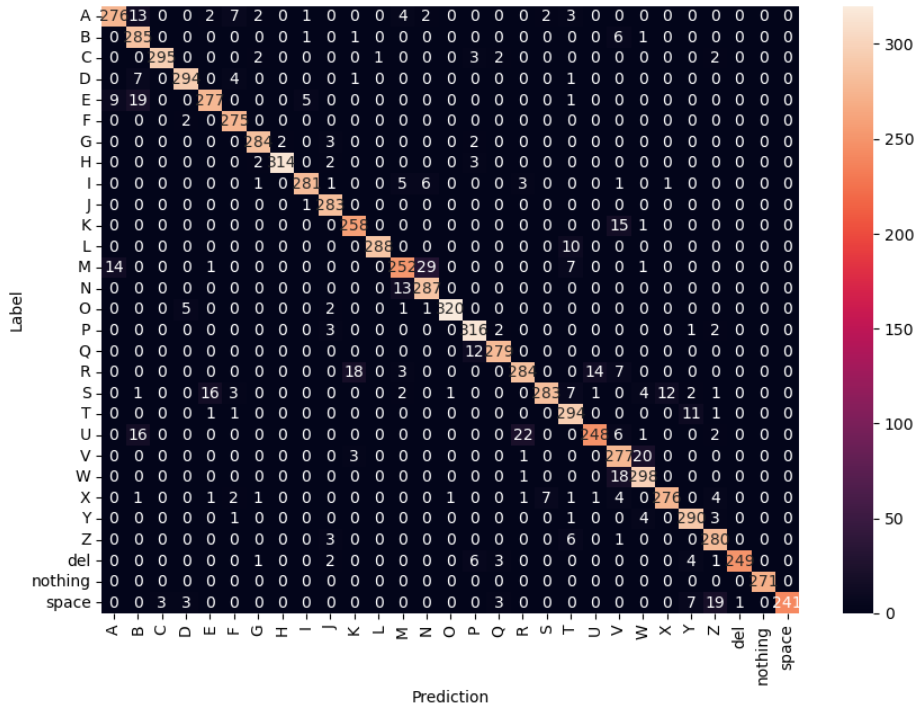 A 276 13 0 0 2 7 2 0 1 0 0 0 4 2 0 0 0 0 2 3 0 0 0 0 0 0 0 0 0
B 0 285 0 0 0 0 0 0 1 0 1 0 0 0 0 0 0 0 0 0 0 6 1 0 0 0 0 0 0
C 0 0 295 0 0 0 2 0 0 0 0 1 0 0 0 3 2 0 0 0 0 0 0 0 0 2 0 0 0
D 0 7 0 294 0 4 0 0 0 0 1 0 0 0 0 0 0 0 0 1 0 0 0 0 0 0 0 0 0
E 9 19 0 0 277 0 0 0 5 0 0 0 0 0 0 0 0 0 0 1 0 0 0 0 0 0 0 0 0
F 0 0 0 2 0 275 0 0 0 0 0 0 0 0 0 0 0 0 0 0 0 0 0 0 0 0 0 0 0
G 0 0 0 0 0 0 284 2 0 3 0 0 0 0 0 2 0 0 0 0 0 0 0 0 0 0 0 0 0
H 0 0 0 0 0 0 2 314 0 2 0 0 0 0 0 3 0 0 0 0 0 0 0 0 0 0 0 0 0
I 0 0 0 0 0 0 1 0 281 1 0 0 5 6 0 0 0 3 0 0 0 1 0 1 0 0 0 0 0
J 0 0 0 0 0 0 0 0 1 283 0 0 0 0 0 0 0 0 0 0 0 0 0 0 0 0 0 0 0
K 0 0 0 0 0 0 0 0 0 0 258 0 0 0 0 0 0 0 0 0 0 15 1 0 0 0 0 0 0
L 0 0 0 0 0 0 0 0 0 0 0 288 0 0 0 0 0 0 0 10 0 0 0 0 0 0 0 0 0
M 14 0 0 0 1 0 0 0 0 0 0 0 252 29 0 0 0 0 0 7 0 0 1 0 0 0 0 0 0
N 0 0 0 0 0 0 0 0 0 0 0 0 13 287 0 0 0 0 0 0 0 0 0 0 0 0 0 0 0
O 0 0 0 5 0 0 0 0 0 2 0 0 1 1 320 0 0 0 0 0 0 0 0 0 0 0 0 0 0
P 0 0 0 0 0 0 0 0 0 3 0 0 0 0 0 316 2 0 0 0 0 0 0 0 1 2 0 0 0
Q 0 0 0 0 0 0 0 0 0 0 0 0 0 0 0 12 279 0 0 0 0 0 0 0 0 0 0 0 0
R 0 0 0 0 0 0 0 0 0 0 18 0 3 0 0 0 0 284 0 0 14 7 0 0 0 0 0 0 0
S 0 1 0 0 16 3 0 0 0 0 0 0 2 0 1 0 0 0 283 7 1 0 4 12 2 1 0 0 0
T 0 0 0 0 1 1 0 0 0 0 0 0 0 0 0 0 0 0 0 294 0 0 0 0 11 1 0 0 0
U 0 16 0 0 0 0 0 0 0 0 0 0 0 0 0 0 0 22 0 0 248 6 1 0 0 2 0 0 0
V 0 0 0 0 0 0 0 0 0 0 3 0 0 0 0 0 0 1 0 0 0 277 20 0 0 0 0 0 0
W 0 0 0 0 0 0 0 0 0 0 0 0 0 0 0 0 0 1 0 0 0 18 298 0 0 0 0 0 0
X 0 1 0 0 1 2 1 0 0 0 0 0 0 0 1 0 0 1 7 1 1 4 0 276 0 4 0 0 0
Y 0 0 0 0 0 1 0 0 0 0 0 0 0 0 0 0 0 0 0 1 0 0 4 0 290 3 0 0 0
Z 0 0 0 0 0 0 0 0 0 3 0 0 0 0 0 0 0 0 0 6 0 1 0 0 0 280 0 0 0
del 0 0 0 0 0 0 1 0 0 2 0 0 0 0 0 6 3 0 0 0 0 0 0 0 4 1 249 0 0
nothing 0 0 0 0 0 0 0 0 0 0 0 0 0 0 0 0 0 0 0 0 0 0 0 0 0 0 0 271 0
space 0 0 3 3 0 0 0 0 0 0 0 0 0 0 0 0 3 0 0 0 0 0 0 0 7 19 1 0 241
A B C D E F G H I J K L M N O P Q R S T U V W X Y Z del nothing space
Label
Prediction
300
250
200
150
100
50
0